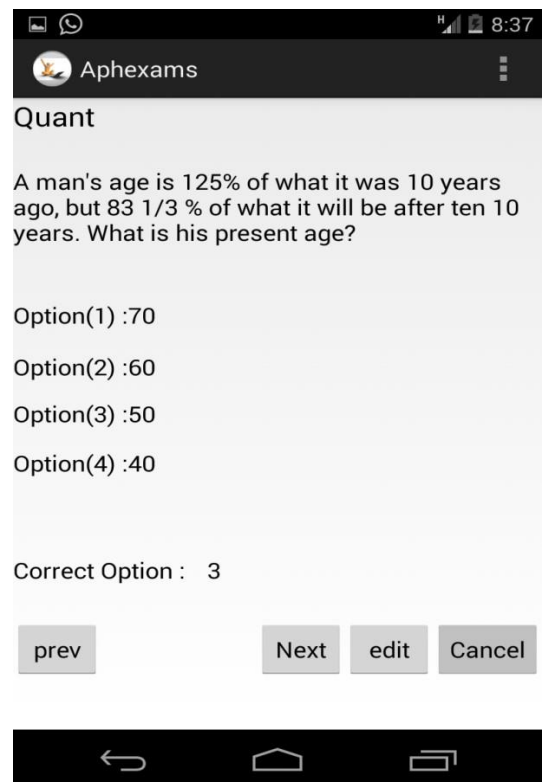 H 8:37
Aphexams
Quant
A man's age is 125% of what it was 10 years
ago, but 83 1/3 % of what it will be after ten 10
years. What is his present age?
Option(1) :70
Option(2) :60
Option(3) :50
Option(4) :40
Correct Option : 3
prev Next edit Cancel